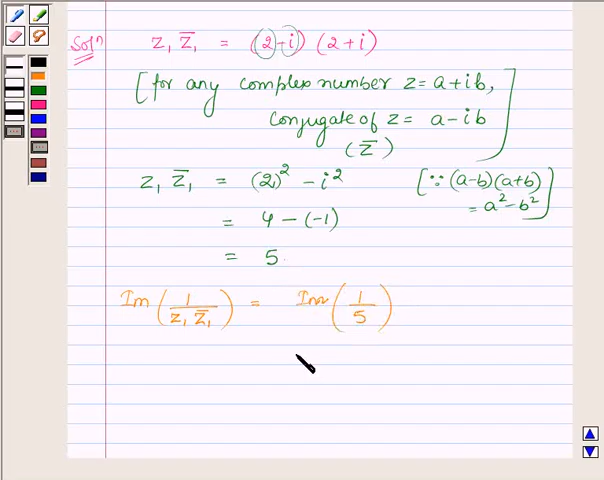 Solⁿ z₁ z̄₁ = (2-i) (2+i)
[for any complex number z = a+ib,
conjugate of z = a-ib
(z̄)]
z₁ z̄₁ = (2)² - i² [∵ (a-b)(a+b)
= a²-b²]
= 4 - (-1)
= 5.
Im (1/z₁ z̄₁) = Im (1/5)